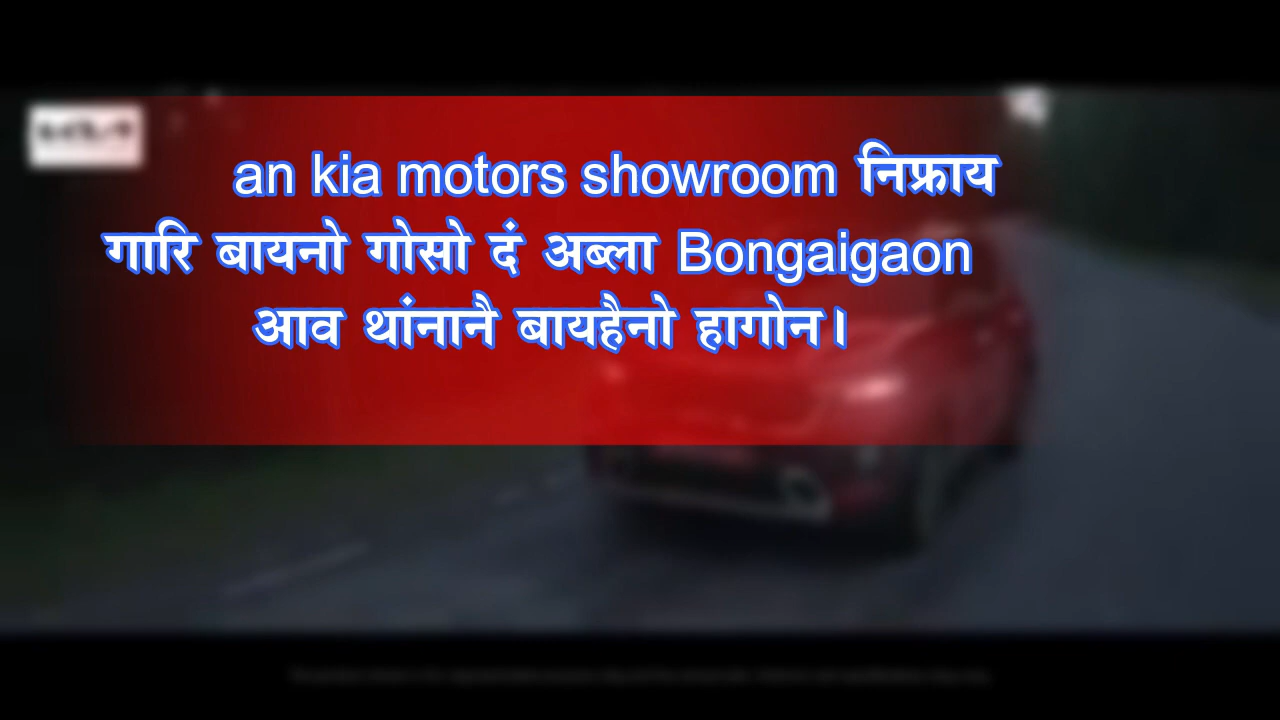 an kia motors showroom निफ्राय
गारि बायनो गोसो दं अब्ला Bongaigaon
आव थांनानै बायहैनो हागोन।